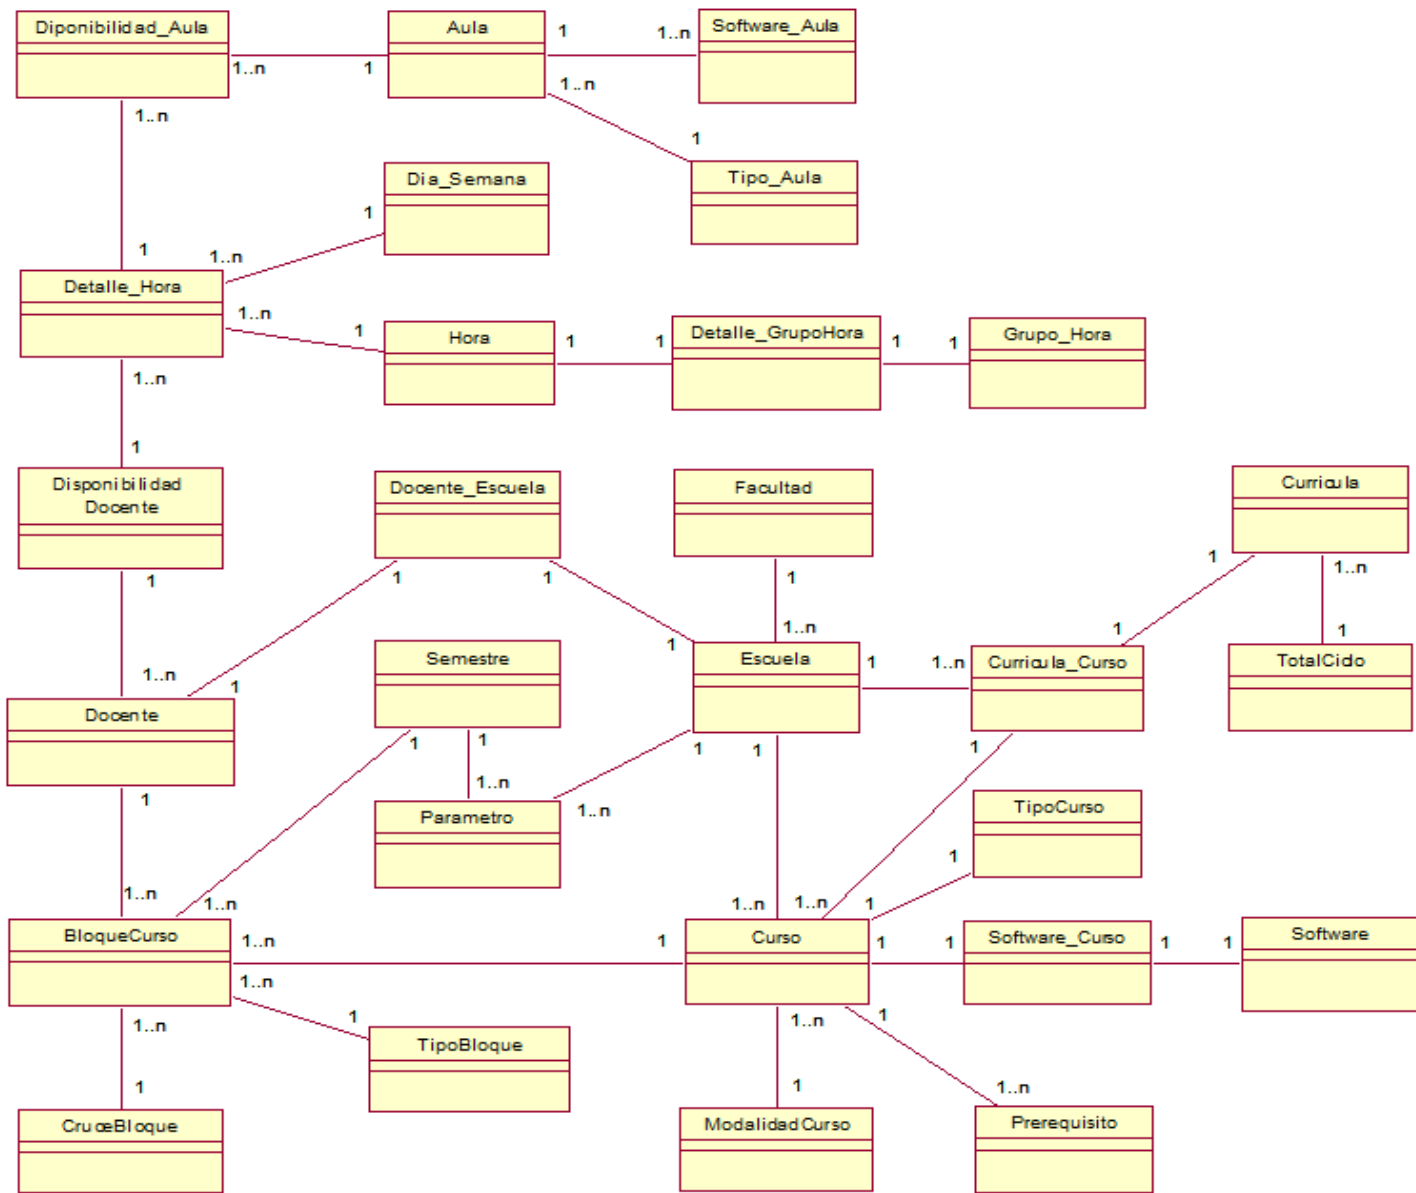 Diponibilidad_Aula
Aula
Software_Aula
1
1..n
1..n
1
1..n
1..n
1
Dia_Semana
Tipo_Aula
1
1
1..n
Detalle_Hora
1..n
1
Hora
1
1
Detalle_GrupoHora
1
1
Grupo_Hora
1..n
1
Disponibilidad
Docente
Docente_Escuela
Facultad
Curricula
1
1
1
1
1
1..n
1..n
1
1
1..n
1
1
1..n
1
Docente
Semestre
Escuela
Curricula_Curso
TotalCiclo
1
1
1
1
1
1
1..n
1..n
Parametro
TipoCurso
1
1..n
1..n
1..n
1..n
1
BloqueCurso
1..n
1
Curso
1
1
Software_Curso
1
1
Software
1..n
1..n
1
1..n
1
TipoBloque
1
1
1..n
CruceBloque
ModalidadCurso
Prerequisito